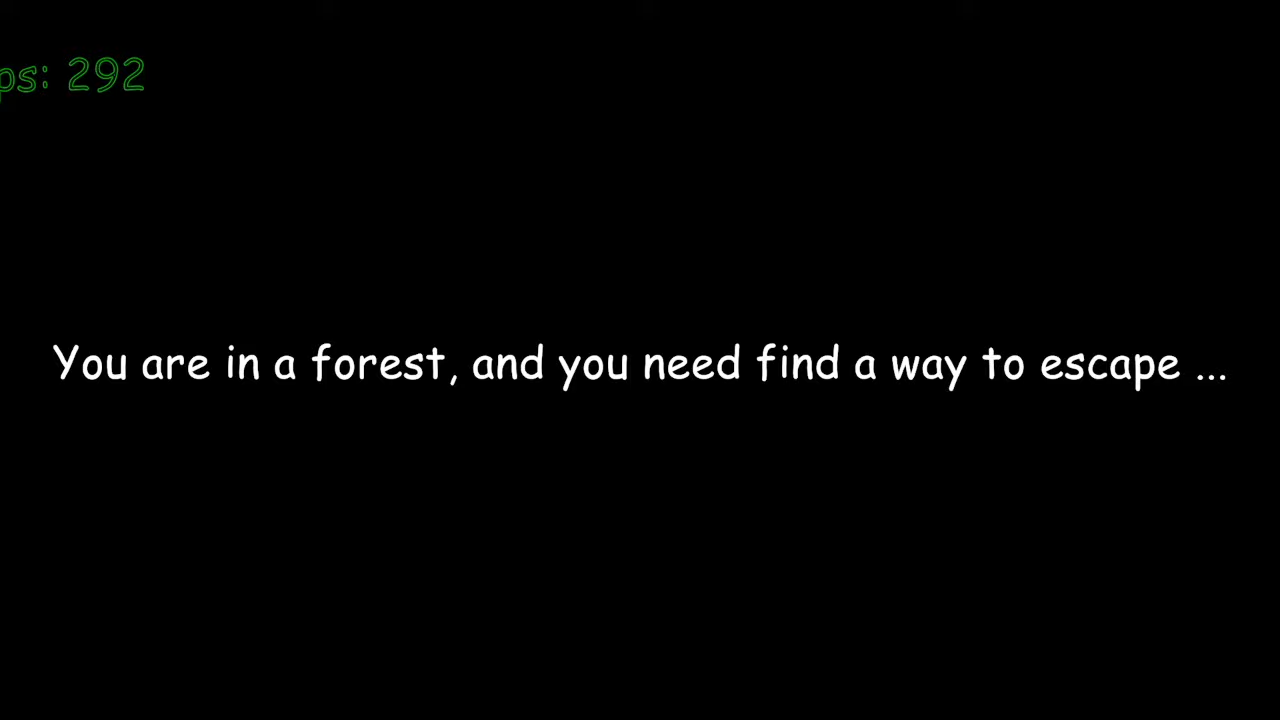 ps: 292
You are in a forest, and you need find a way to escape ...